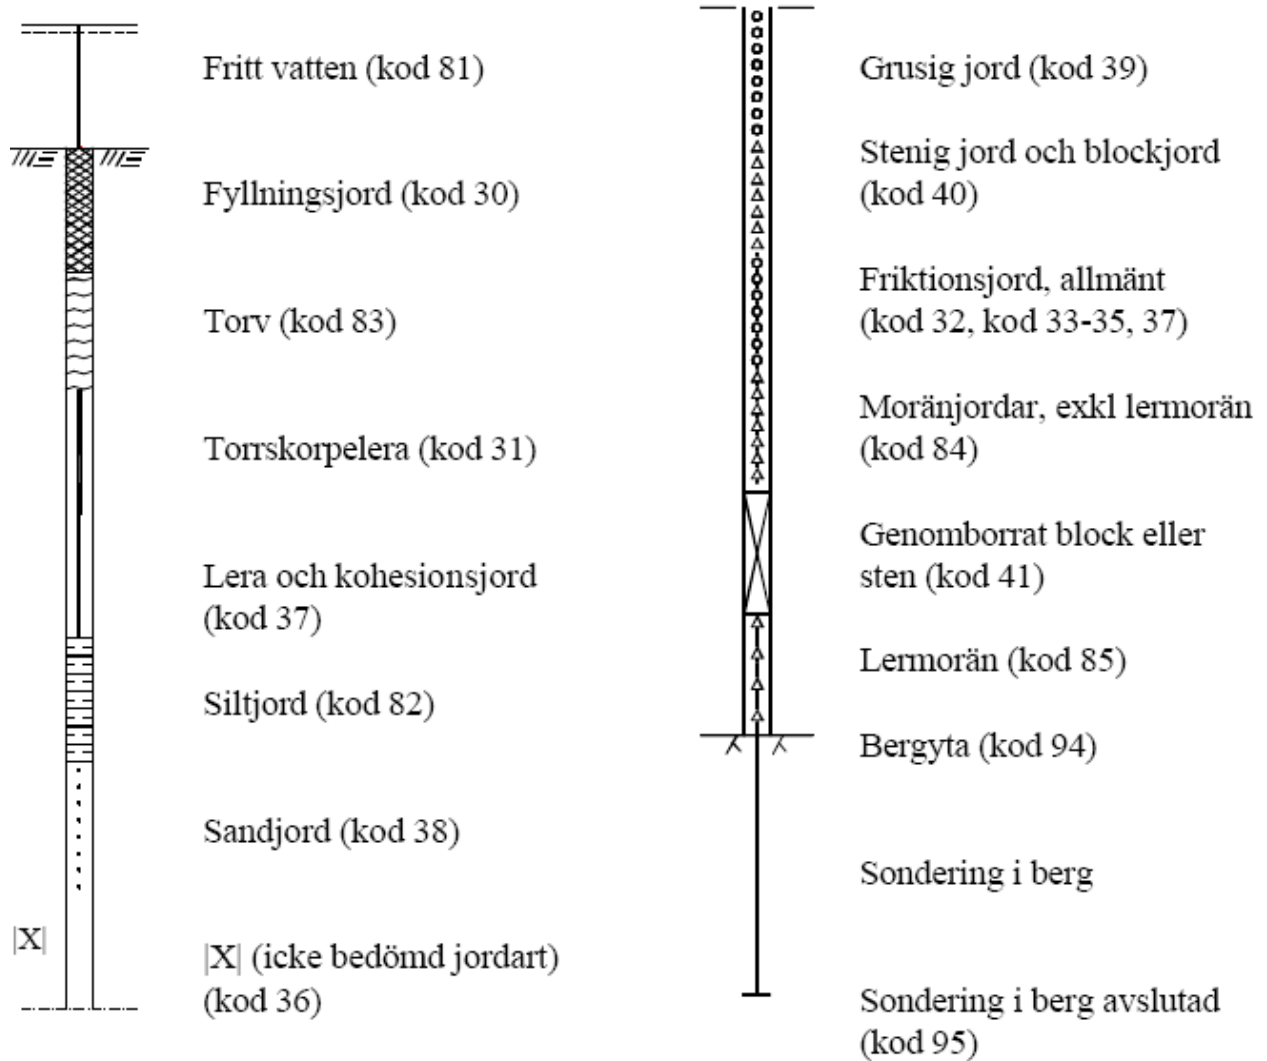 Fritt vatten (kod 81)
Fyllningsjord (kod 30)
Torv (kod 83)
Torrskorpelera (kod 31)
Lera och kohesionsjord
(kod 37)
Siltjord (kod 82)
Sandjord (kod 38)
|X|
|X| (icke bedömd jordart)
(kod 36)
Grusig jord (kod 39)
Stenig jord och blockjord
(kod 40)
Friktionsjord, allmänt
(kod 32, kod 33-35, 37)
Moränjordar, exkl lermorän
(kod 84)
Genomborrat block eller
sten (kod 41)
Lermorän (kod 85)
Bergyta (kod 94)
Sondering i berg
Sondering i berg avslutad
(kod 95)